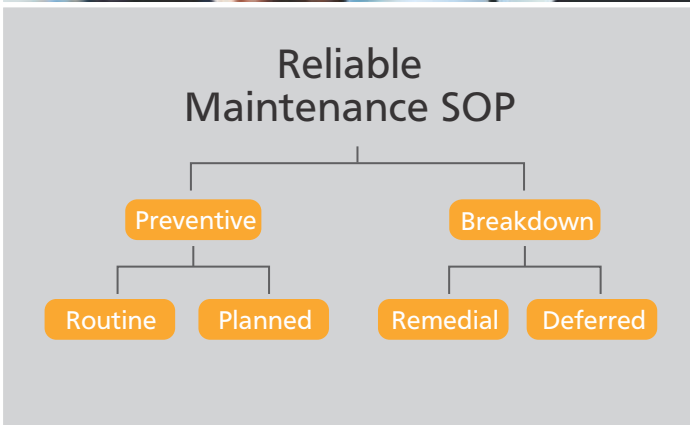 Reliable
Maintenance SOP
Preventive
Breakdown
Routine
Planned
Remedial
Deferred